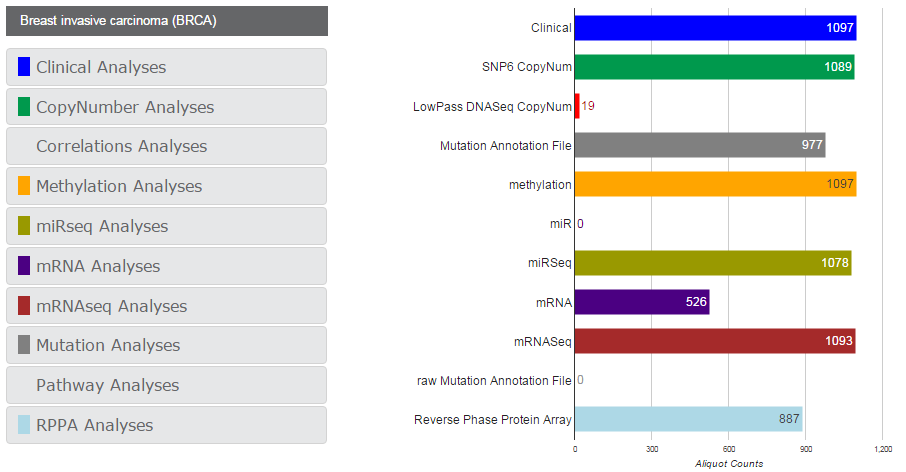 Breast invasive carcinoma (BRCA)
Clinical Analyses
CopyNumber Analyses
Correlations Analyses
Methylation Analyses
miRseq Analyses
mRNA Analyses
mRNAseq Analyses
Mutation Analyses
Pathway Analyses
RPPA Analyses
Clinical 1097
SNP6 CopyNum 1089
LowPass DNASeq CopyNum 19
Mutation Annotation File 977
methylation 1097
miR 0
miRSeq 1078
mRNA 526
mRNASeq 1093
raw Mutation Annotation File 0
Reverse Phase Protein Array 887
0 300 600 900 1,200
Aliquot Counts